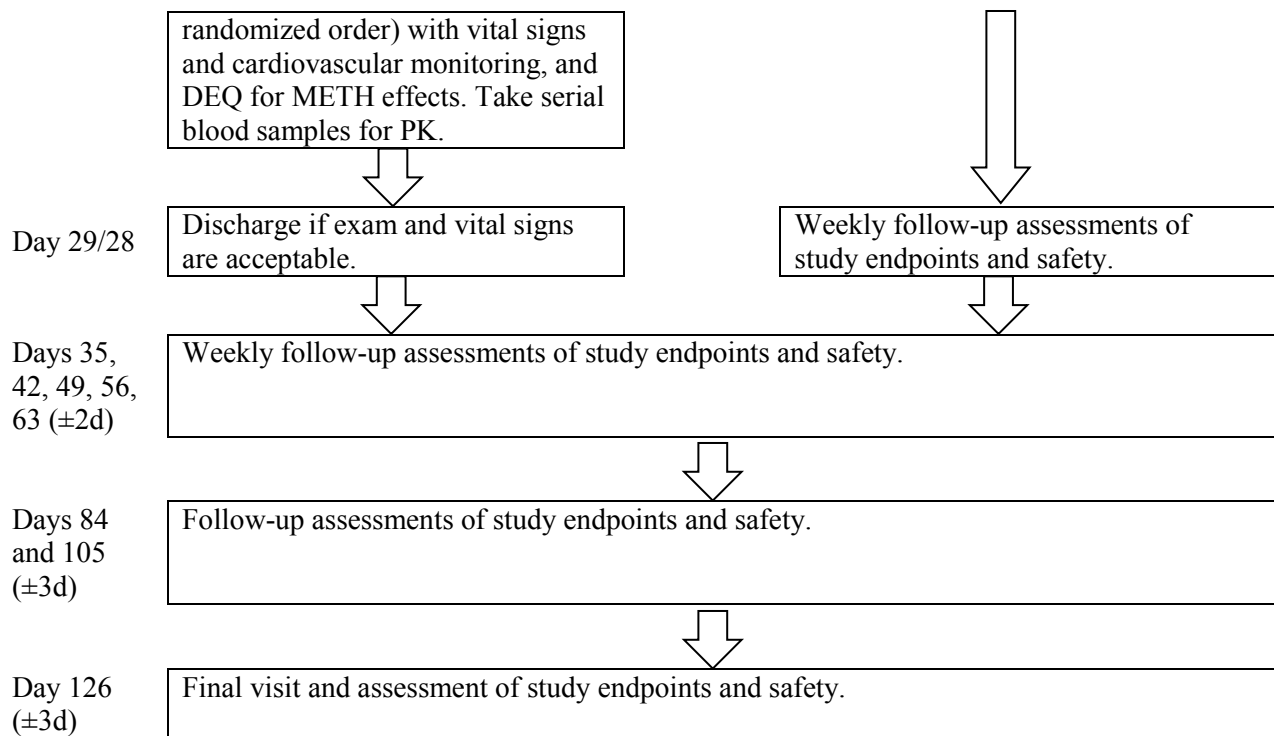 randomized order) with vital signs
and cardiovascular monitoring, and
DEQ for METH effects. Take serial
blood samples for PK.
Day 29/28
Discharge if exam and vital signs
are acceptable.
Weekly follow-up assessments of
study endpoints and safety.
Days 35,
42, 49, 56,
63 (±2d)
Weekly follow-up assessments of study endpoints and safety.
Days 84
and 105
(±3d)
Follow-up assessments of study endpoints and safety.
Day 126
(±3d)
Final visit and assessment of study endpoints and safety.